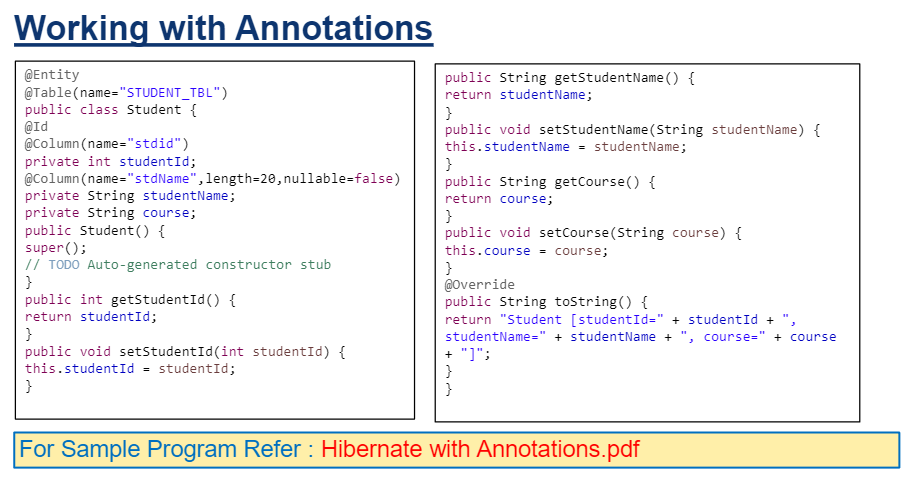 Working with Annotations
@Entity
@Table(name="STUDENT_TBL")
public class Student {
@Id
@Column(name="stdid")
private int studentId;
@Column(name="stdName",length=20,nullable=false)
private String studentName;
private String course;
public Student() {
super();
// TODO Auto-generated constructor stub
}
public int getStudentId() {
return studentId;
}
public void setStudentId(int studentId) {
this.studentId = studentId;
}
public String getStudentName() {
return studentName;
}
public void setStudentName(String studentName) {
this.studentName = studentName;
}
public String getCourse() {
return course;
}
public void setCourse(String course) {
this.course = course;
}
@Override
public String toString() {
return "Student [studentId=" + studentId + ",
studentName=" + studentName + ", course=" + course
+ "]";
}
}
For Sample Program Refer : Hibernate with Annotations.pdf